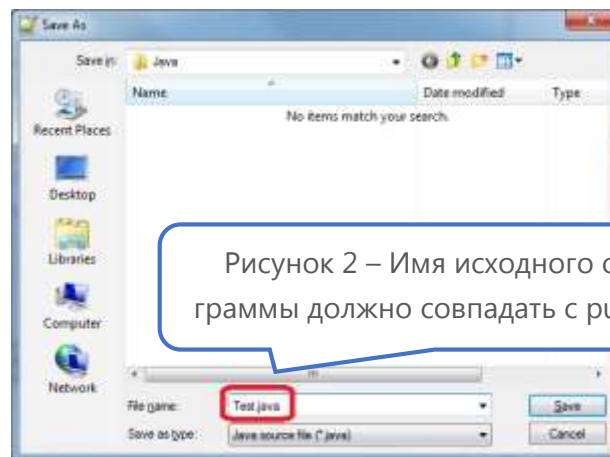 Save As
Save in:
Java
Name
Date modified
Type
No items match your search.
Recent Places
Desktop
Libraries
Computer
Network
Рисунок 2 – Имя исходного
граммы должно совпадать с
File name:
Test.java
Save
Save as type:
Java source file (*.java)
Cancel